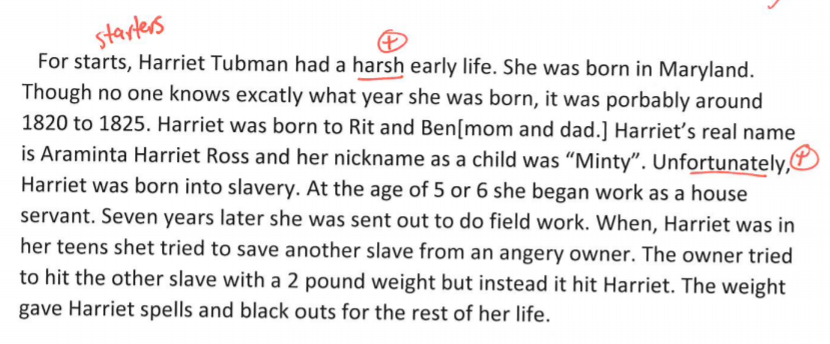 starters
For starts, Harriet Tubman had a harsh early life. She was born in Maryland.
Though no one knows excatly what year she was born, it was porbably around
1820 to 1825. Harriet was born to Rit and Ben[mom and dad.] Harriet's real name
is Araminta Harriet Ross and her nickname as a child was “Minty”. Unfortunately,
Harriet was born into slavery. At the age of 5 or 6 she began work as a house
servant. Seven years later she was sent out to do field work. When, Harriet was in
her teens shet tried to save another slave from an angery owner. The owner tried
to hit the other slave with a 2 pound weight but instead it hit Harriet. The weight
gave Harriet spells and black outs for the rest of her life.